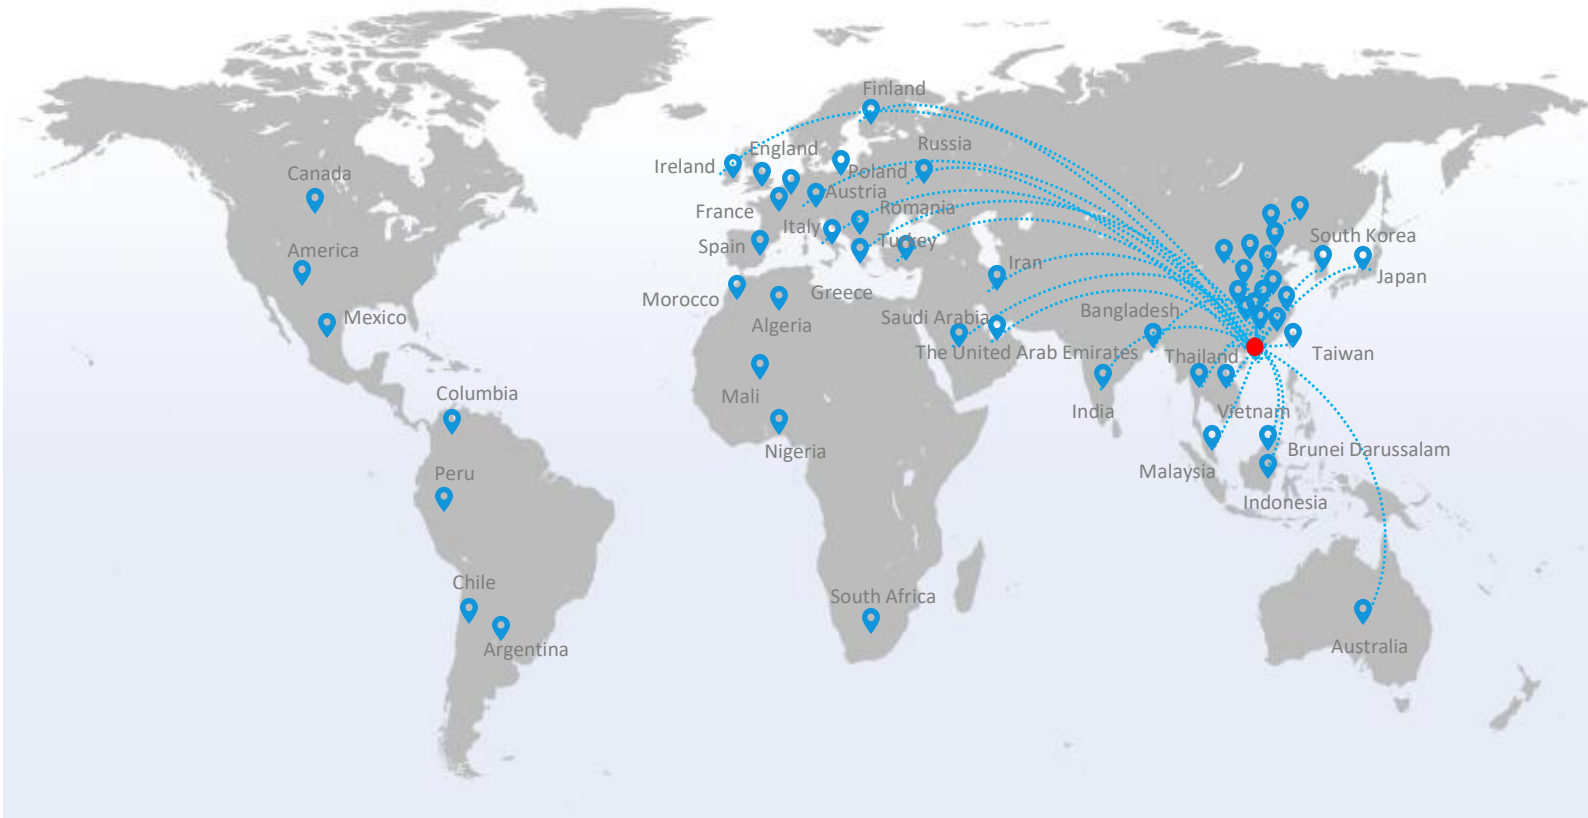 Finland
Russia
England
Ireland
Poland
Canada
Austria
France
Romania
Italy
South Korea
Spain
Turkey
America
Iran
Japan
Greece
Morocco
Bangladesh
Mexico
Saudi Arabia
Algeria
The United Arab Emirates
Thailand
Taiwan
Columbia
Mali
India
Vietnam
Nigeria
Brunei Darussalam
Peru
Malaysia
Indonesia
Chile
South Africa
Argentina
Australia